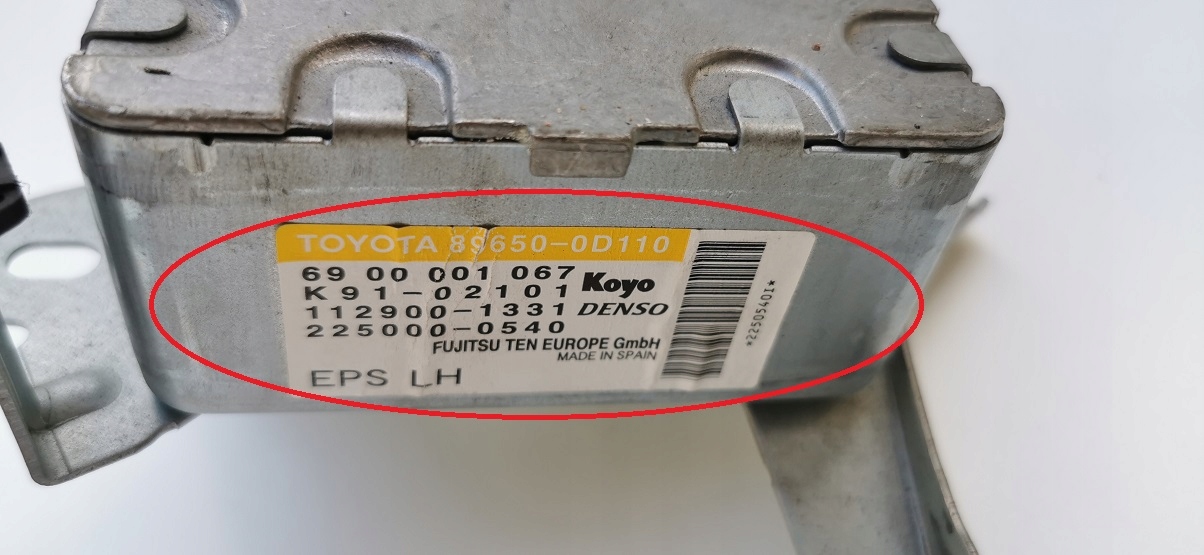 TOYOTA 89650-0D110
69 00 001 067
K91-02101 Koyo
112900-1331 DENSO
225000-0540
FUJITSU TEN EUROPE GmbH
MADE IN SPAIN
EPS LH
*2250540I*